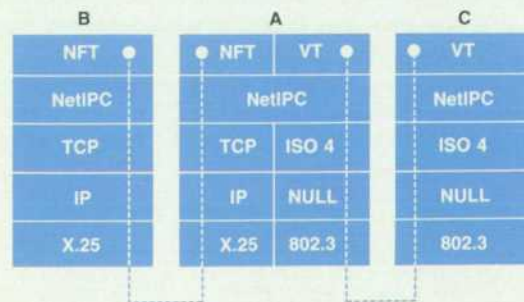 B A C
NFT NFT VT VT
NetIPC NetIPC NetIPC
TCP TCP ISO 4 ISO 4
IP IP NULL NULL
X.25 X.25 802.3 802.3